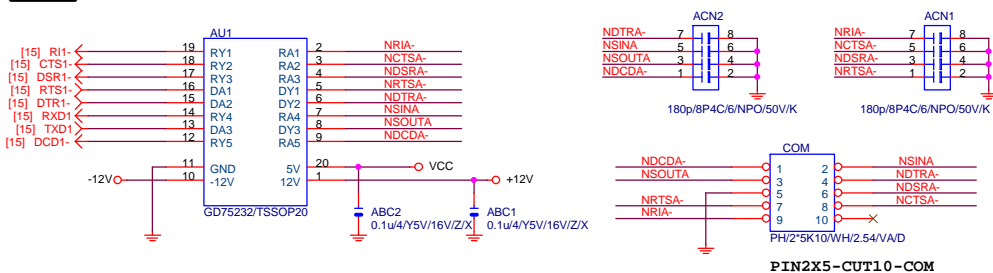 AU1
ACN2
ACN1
[15] RI1- 19 RY1 RA1 2 NRIA-
[15] CTS1- 18 RY2 RA2 3 NCTSA-
[15] DSR1- 17 RY3 RA3 4 NDSRA-
[15] RTS1- 16 DA1 DY1 5 NRTSA-
[15] DTR1- 15 DA2 DY2 6 NDTRA-
[15] RXD1 14 RY4 RA4 7 NSINA
[15] TXD1 13 DA3 DY3 8 NSOUTA
[15] DCD1- 12 RY5 RA5 9 NDCDA-
11 GND 5V 20 VCC
-12V 10 -12V 12V 1 +12V
GD75232/TSSOP20
ABC2
0.1u/4/Y5V/16V/Z/X
ABC1
0.1u/4/Y5V/16V/Z/X
NDTRA- 7 8
NSINA 5 6
NSOUTA 3 4
NDCDA- 1 2
180p/8P4C/6/NPO/50V/K
NRIA- 7 8
NCTSA- 5 6
NDSRA- 3 4
NRTSA- 1 2
180p/8P4C/6/NPO/50V/K
COM
NDCDA- 1 2 NSINA
NSOUTA 3 4 NDTRA-
5 6 NDSRA-
NRTSA- 7 8 NCTSA-
NRIA- 9 10
PH/2*5K10/WH/2.54/VA/D
PIN2X5-CUT10-COM